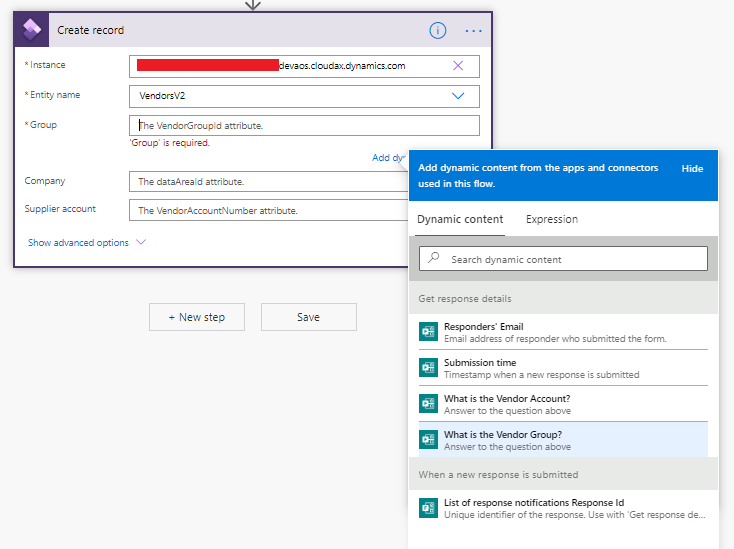 Create record
* Instance
devaos.cloudax.dynamics.com
* Entity name
VendorsV2
* Group
The VendorGroupId attribute.
'Group' is required.
Add dy
Company
The dataAreaId attribute.
Supplier account
The VendorAccountNumber attribute.
Show advanced options
+ New step
Save
Add dynamic content from the apps and connectors
used in this flow.
Hide
Dynamic content
Expression
Search dynamic content
Get response details
Responders' Email
Email address of responder who submitted the form.
Submission time
Timestamp when a new response is submitted
What is the Vendor Account?
Answer to the question above
What is the Vendor Group?
Answer to the question above
When a new response is submitted
List of response notifications Response Id
Unique identifier of the response. Use with 'Get response de...